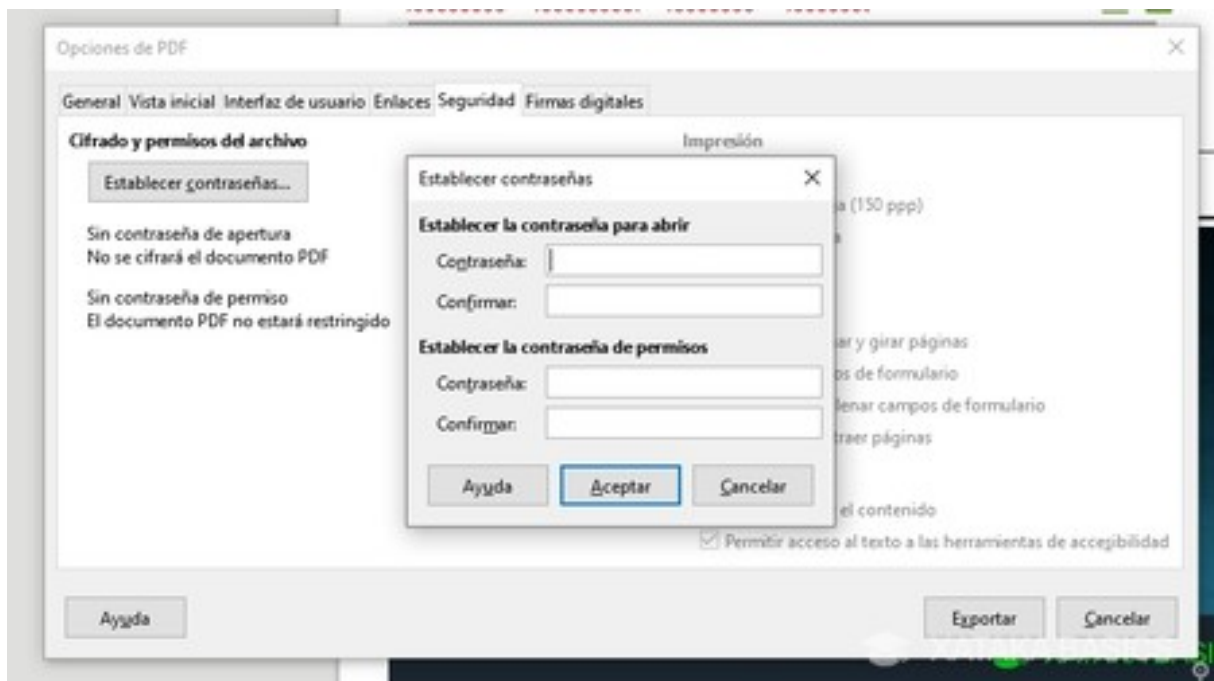 Opciones de PDF
General Vista inicial Interfaz de usuario Enlaces Seguridad Firmas digitales
Cifrado y permisos del archivo
Establecer contraseñas...
Sin contraseña de apertura
No se cifrará el documento PDF
Sin contraseña de permiso
El documento PDF no estará restringido
Impresión
(150 ppp)
y girar páginas
de formulario
campos de formulario
páginas
el contenido
Permitir acceso al texto a las herramientas de accesibilidad
Establecer contraseñas
Establecer la contraseña para abrir
Contraseña:
Confirmar:
Establecer la contraseña de permisos
Contraseña:
Confirmar:
Ayuda Aceptar Cancelar
Ayuda Exportar Cancelar
XATAKA BASICS